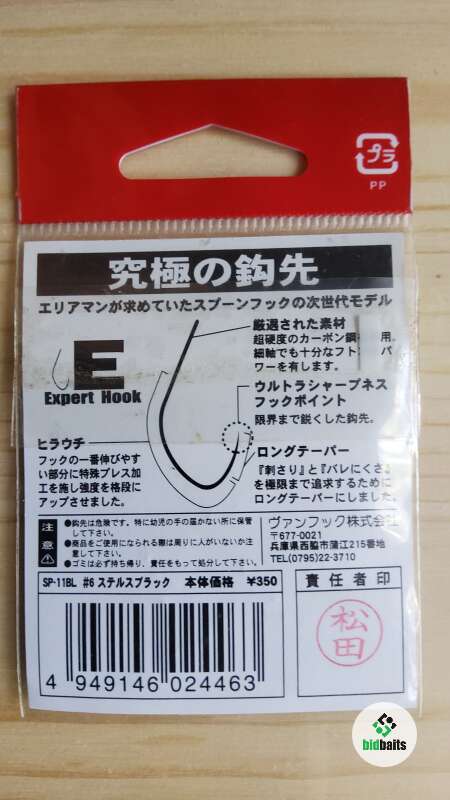 プラ
PP
究極の鈎先
エリアマンが求めていたスプーンフックの次世代モデル
厳選された素材
超硬度のカーボン鋼 用。
細軸でも十分なフト パ
ワーを有します。
E
Expert Hook
ウルトラシャープネス
フックポイント
限界まで鋭くした鈎先。
ヒラウチ
フックの一番伸びやす
い部分に特殊プレス加
工を施し強度を格段に
アップさせました。
ロングテーパー
『刺さり』と『バレにくさ』
を極限まで追求するために
ロングテーパーにしました。
注意
●鈎先は危険です。特に幼児の手の届かない所に保管
して下さい。
●商品をご使用になられる際は周りに人がいないか注
意して下さい。
●ゴミは必ず持ち帰り、責任をもって処分して下さい。
ヴァンフック株式会社
〒677-0021
兵庫県西脇市蒲江215番地
TEL(0795)22-3710
SP-11BL #6 ステルスブラック 本体価格 ¥350
責任者印
松田
4 949146 024463
bidbaits